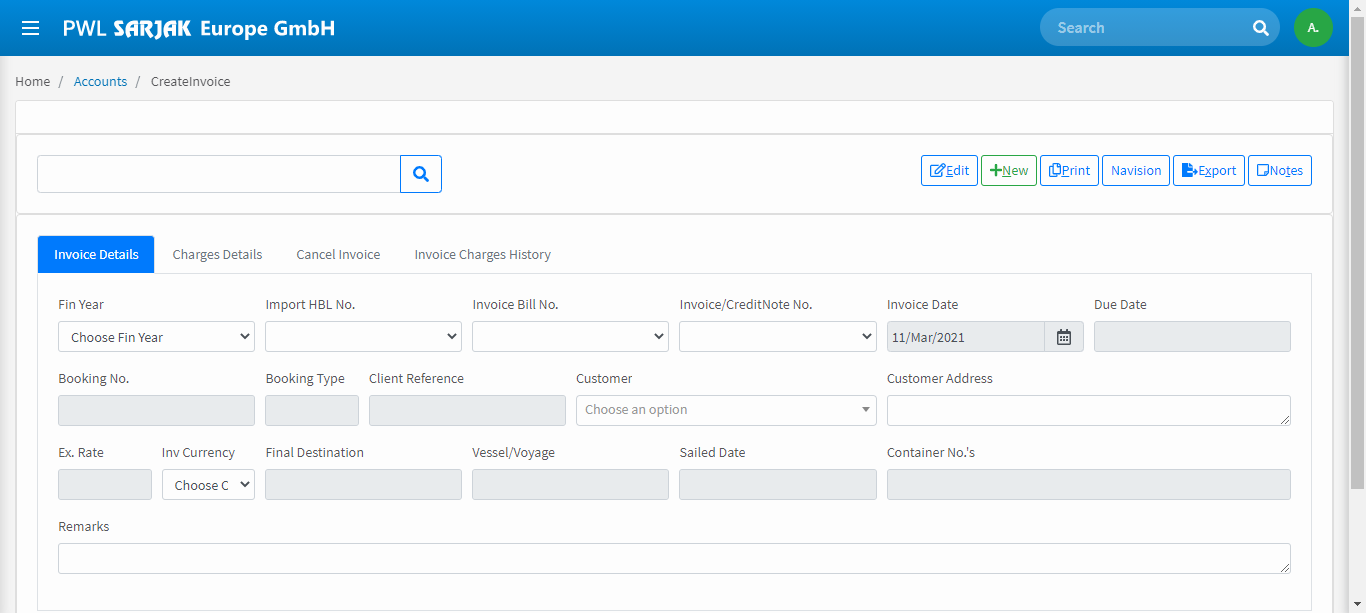 PWL SARJAK Europe GmbH
Search
A.
Home / Accounts / CreateInvoice
Edit New Print Navision Export Notes
Invoice Details Charges Details Cancel Invoice Invoice Charges History
Fin Year Import HBL No. Invoice Bill No. Invoice/CreditNote No. Invoice Date Due Date
Choose Fin Year 11/Mar/2021
Booking No. Booking Type Client Reference Customer Customer Address
Choose an option
Ex. Rate Inv Currency Final Destination Vessel/Voyage Sailed Date Container No.'s
Choose C
Remarks